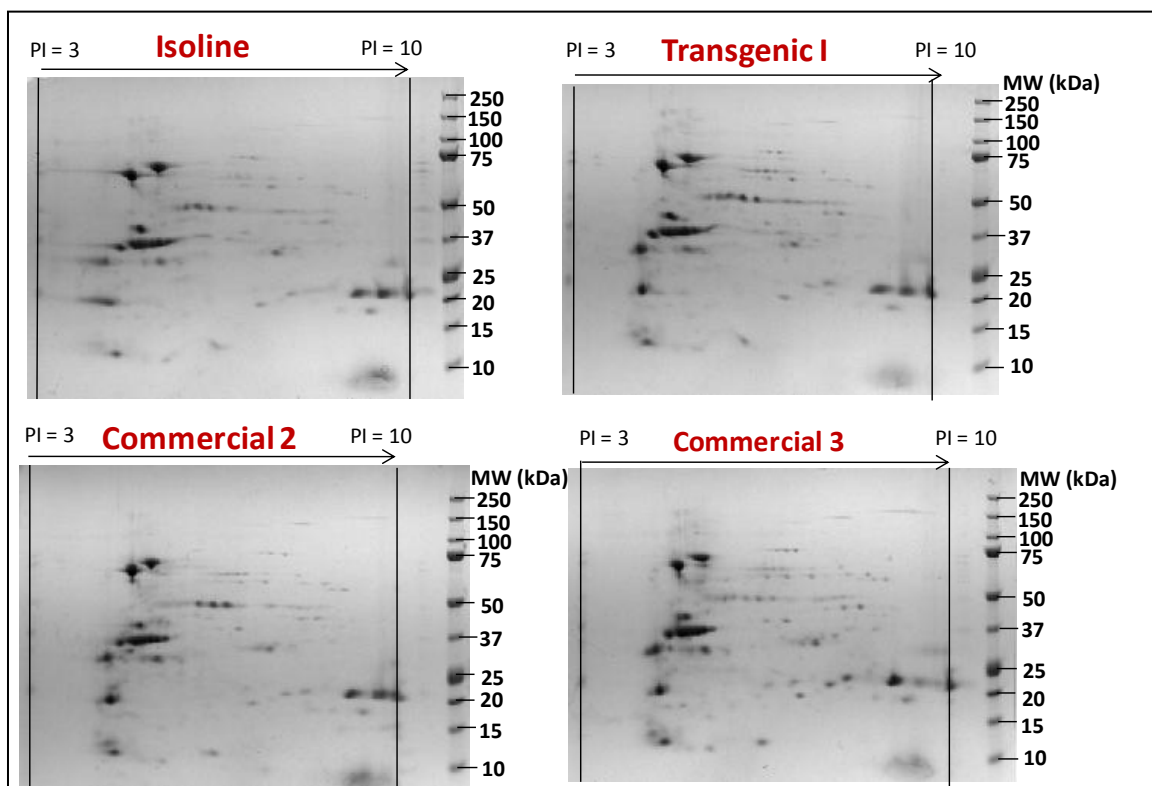 Isoline
PI = 3
PI = 10
250
150
100
75
50
37
25
20
15
10
Transgenic I
PI = 3
PI = 10
MW (kDa)
250
150
100
75
50
37
25
20
15
10
Commercial 2
PI = 3
PI = 10
MW (kDa)
250
150
100
75
50
37
25
20
15
10
Commercial 3
PI = 3
PI = 10
MW (kDa)
250
150
100
75
50
37
25
20
15
10